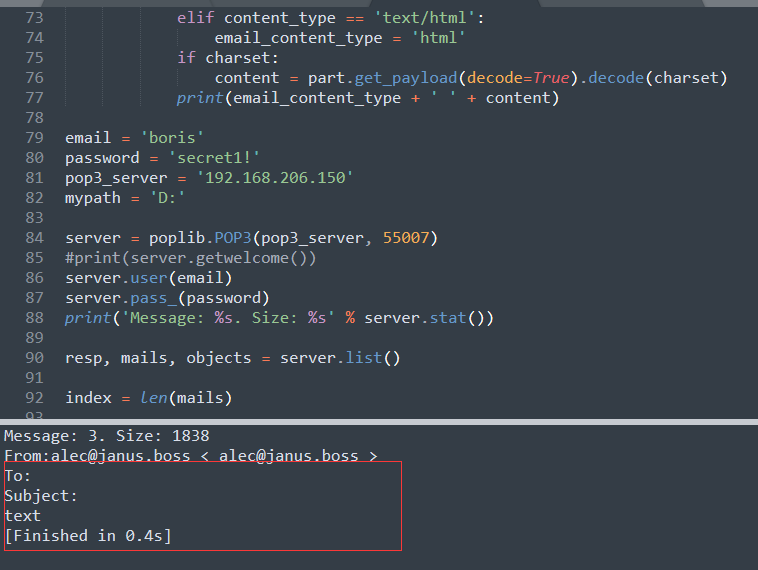 73 elif content_type == 'text/html':
74 email_content_type = 'html'
75 if charset:
76 content = part.get_payload(decode=True).decode(charset)
77 print(email_content_type + ' ' + content)
78
79 email = 'boris'
80 password = 'secret1!'
81 pop3_server = '192.168.206.150'
82 mypath = 'D:'
83
84 server = poplib.POP3(pop3_server, 55007)
85 #print(server.getwelcome())
86 server.user(email)
87 server.pass_(password)
88 print('Message: %s. Size: %s' % server.stat())
89
90 resp, mails, objects = server.list()
91
92 index = len(mails)
93
Message: 3. Size: 1838
From:alec@janus.boss < alec@janus.boss >
To:
Subject:
text
[Finished in 0.4s]